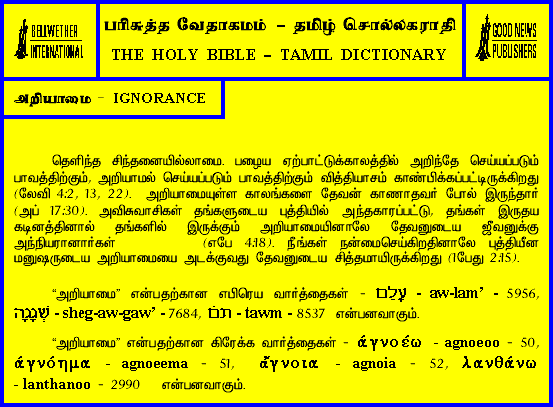 BELLWETHER
INTERNATIONAL
பரிசுத்த வேதாகமம் – தமிழ் சொல்லகராதி
THE HOLY BIBLE – TAMIL DICTIONARY
GOOD NEWS
PUBLISHERS
அறியாமை – IGNORANCE
தெளிந்த சிந்தனையில்லாமை. பழைய ஏற்பாட்டுக்காலத்தில் அறிந்தே செய்யப்படும்
பாவத்திற்கும், அறியாமல் செய்யப்படும் பாவத்திற்கும் வித்தியாசம் காண்பிக்கப்பட்டிருக்கிறது
(லேவி 4:2, 13, 22). அறியாமையுள்ள காலங்களை தேவன் காணாதவர் போல் இருந்தார்
(அப் 17:30). அவிசுவாசிகள் தங்களுடைய புத்தியில் அந்தகாரப்பட்டு, தங்கள் இருதய
கடினத்தினால் தங்களில் இருக்கும் அறியாமையினாலே தேவனுடைய ஜீவனுக்கு
அந்நியரானார்கள் (எபே 4:18). நீங்கள் நன்மைசெய்கிறதினாலே புத்தியீன
மனுஷருடைய அறியாமையை அடக்குவது தேவனுடைய சித்தமாயிருக்கிறது (1பேது 2:15).
“அறியாமை” என்பதற்கான எபிரெய வார்த்தைகள் - עָלַם - aw-lam’ - 5956,
שְׁגָגָה - sheg-aw-gaw’ - 7684, תֹּם - tawm - 8537 என்பனவாகும்.
“அறியாமை” என்பதற்கான கிரேக்க வார்த்தைகள் - ἀγνοέω - agnoeoo - 50,
ἀγνόημα - agnoeema - 51, ἄγνοια - agnoia - 52, λανθάνω
- lanthanoo - 2990 என்பனவாகும்.